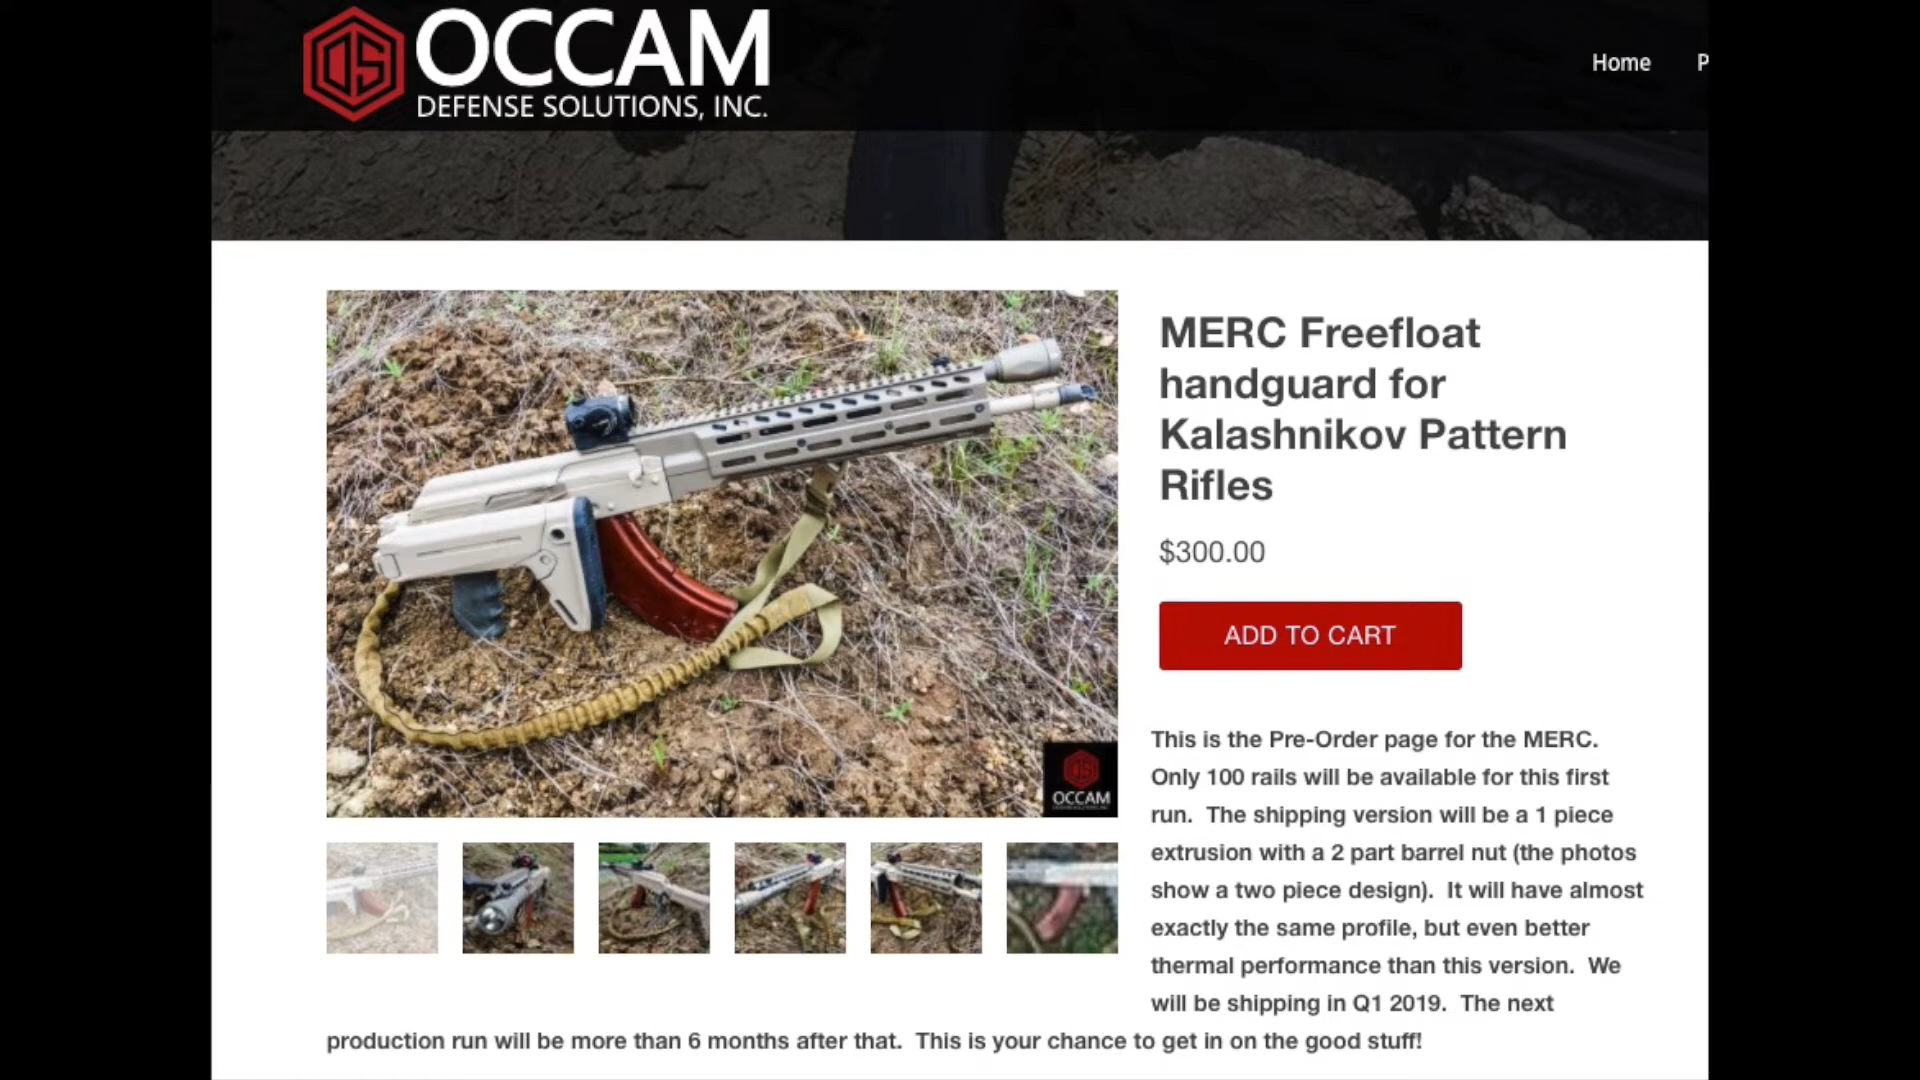 OCCAM
DEFENSE SOLUTIONS, INC.
Home P
MERC Freefloat
handguard for
Kalashnikov Pattern
Rifles
$300.00
ADD TO CART
This is the Pre-Order page for the MERC.
Only 100 rails will be available for this first
run. The shipping version will be a 1 piece
extrusion with a 2 part barrel nut (the photos
show a two piece design). It will have almost
exactly the same profile, but even better
thermal performance than this version. We
will be shipping in Q1 2019. The next
production run will be more than 6 months after that. This is your chance to get in on the good stuff!
OCCAM